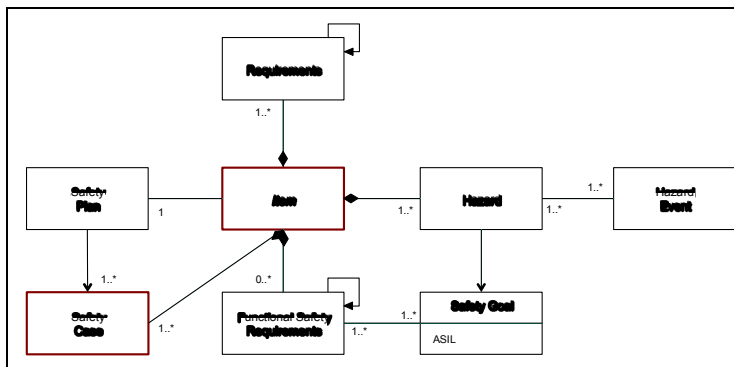 Requirements
1..*
Safety
Plan
1
Item
1..*
Hazard
1..*
1..*
Hazard
Event
1..*
Safety
Case
1..*
0..*
Functional Safety
Requirements
1..*
1..*
Safety Goal
ASIL